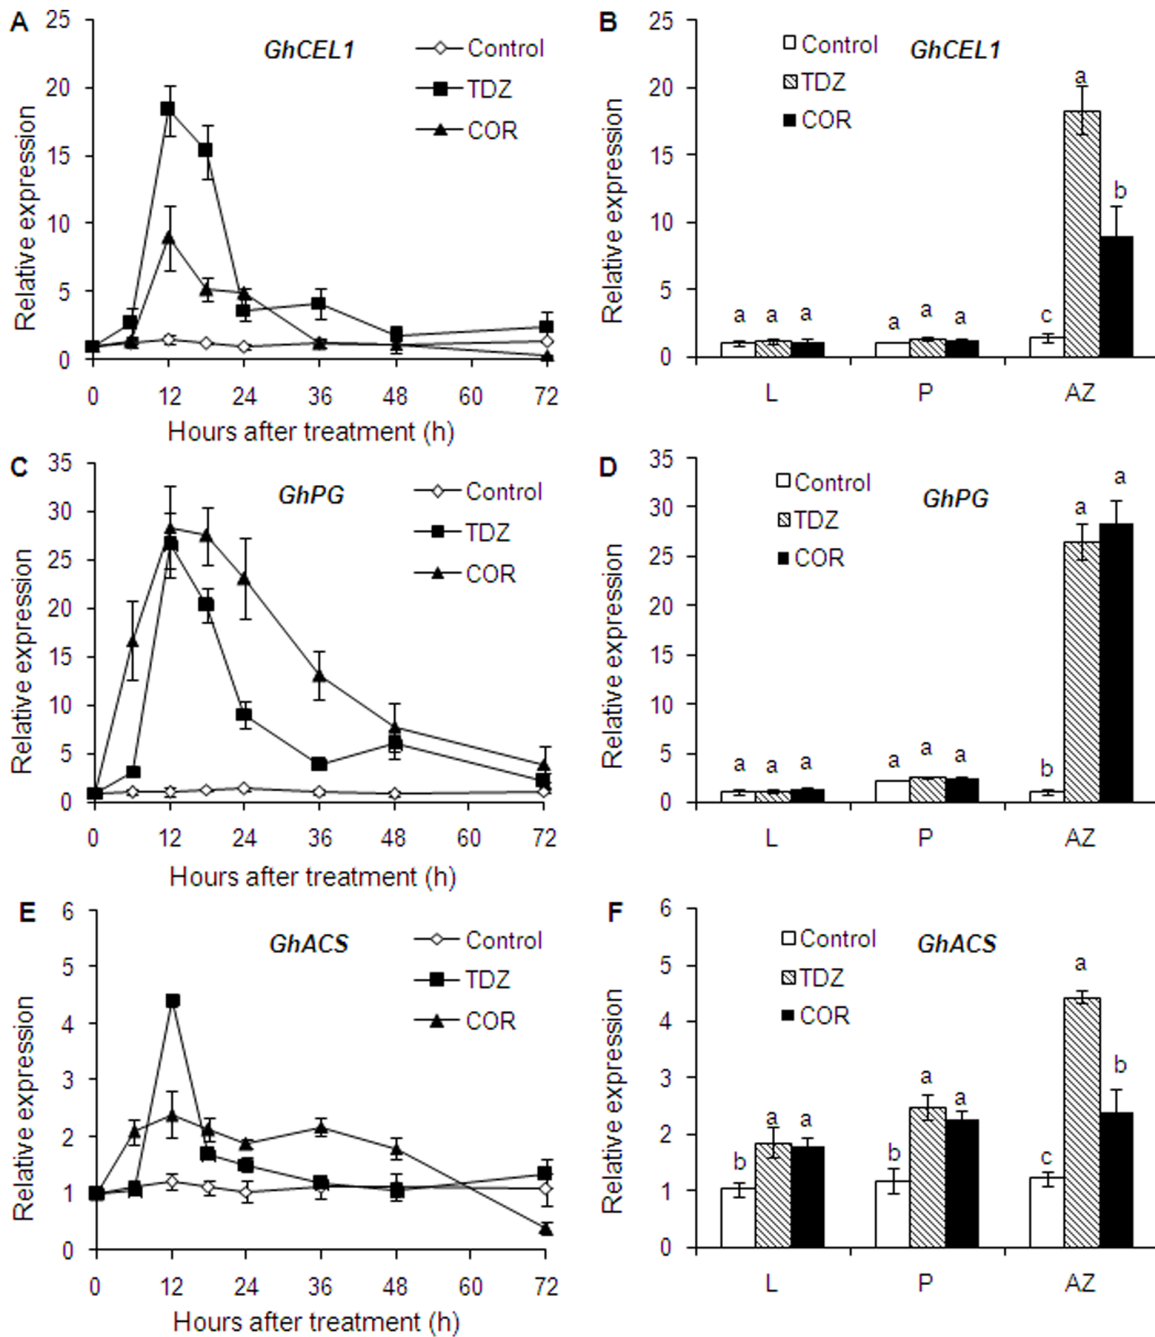 A
GhCEL1
Control
TDZ
COR
25
20
15
10
5
0
Relative expression
0 12 24 36 48 60 72
Hours after treatment (h)
B
GhCEL1
Control
TDZ
COR
25
20
15
10
5
0
Relative expression
a a a
a a a
c a b
L P AZ
C
GhPG
Control
TDZ
COR
35
30
25
20
15
10
5
0
Relative expression
0 12 24 36 48 60 72
Hours after treatment (h)
D
GhPG
Control
TDZ
COR
35
30
25
20
15
10
5
0
Relative expression
a a a
a a a
b a a
L P AZ
E
GhACS
Control
TDZ
COR
6
5
4
3
2
1
0
Relative expression
0 12 24 36 48 60 72
Hours after treatment (h)
F
GhACS
Control
TDZ
COR
6
5
4
3
2
1
0
Relative expression
b a a
b a a
c a b
L P AZ